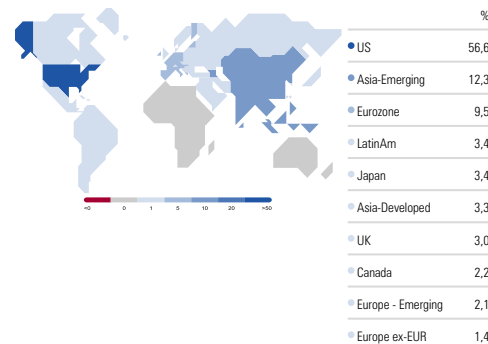 %
US 56,6
Asia-Emerging 12,3
Eurozone 9,5
LatinAm 3,4
Japan 3,4
Asia-Developed 3,3
UK 3,0
Canada 2,2
Europe - Emerging 2,1
Europe ex-EUR 1,4
<0 0 1 5 10 20 >50